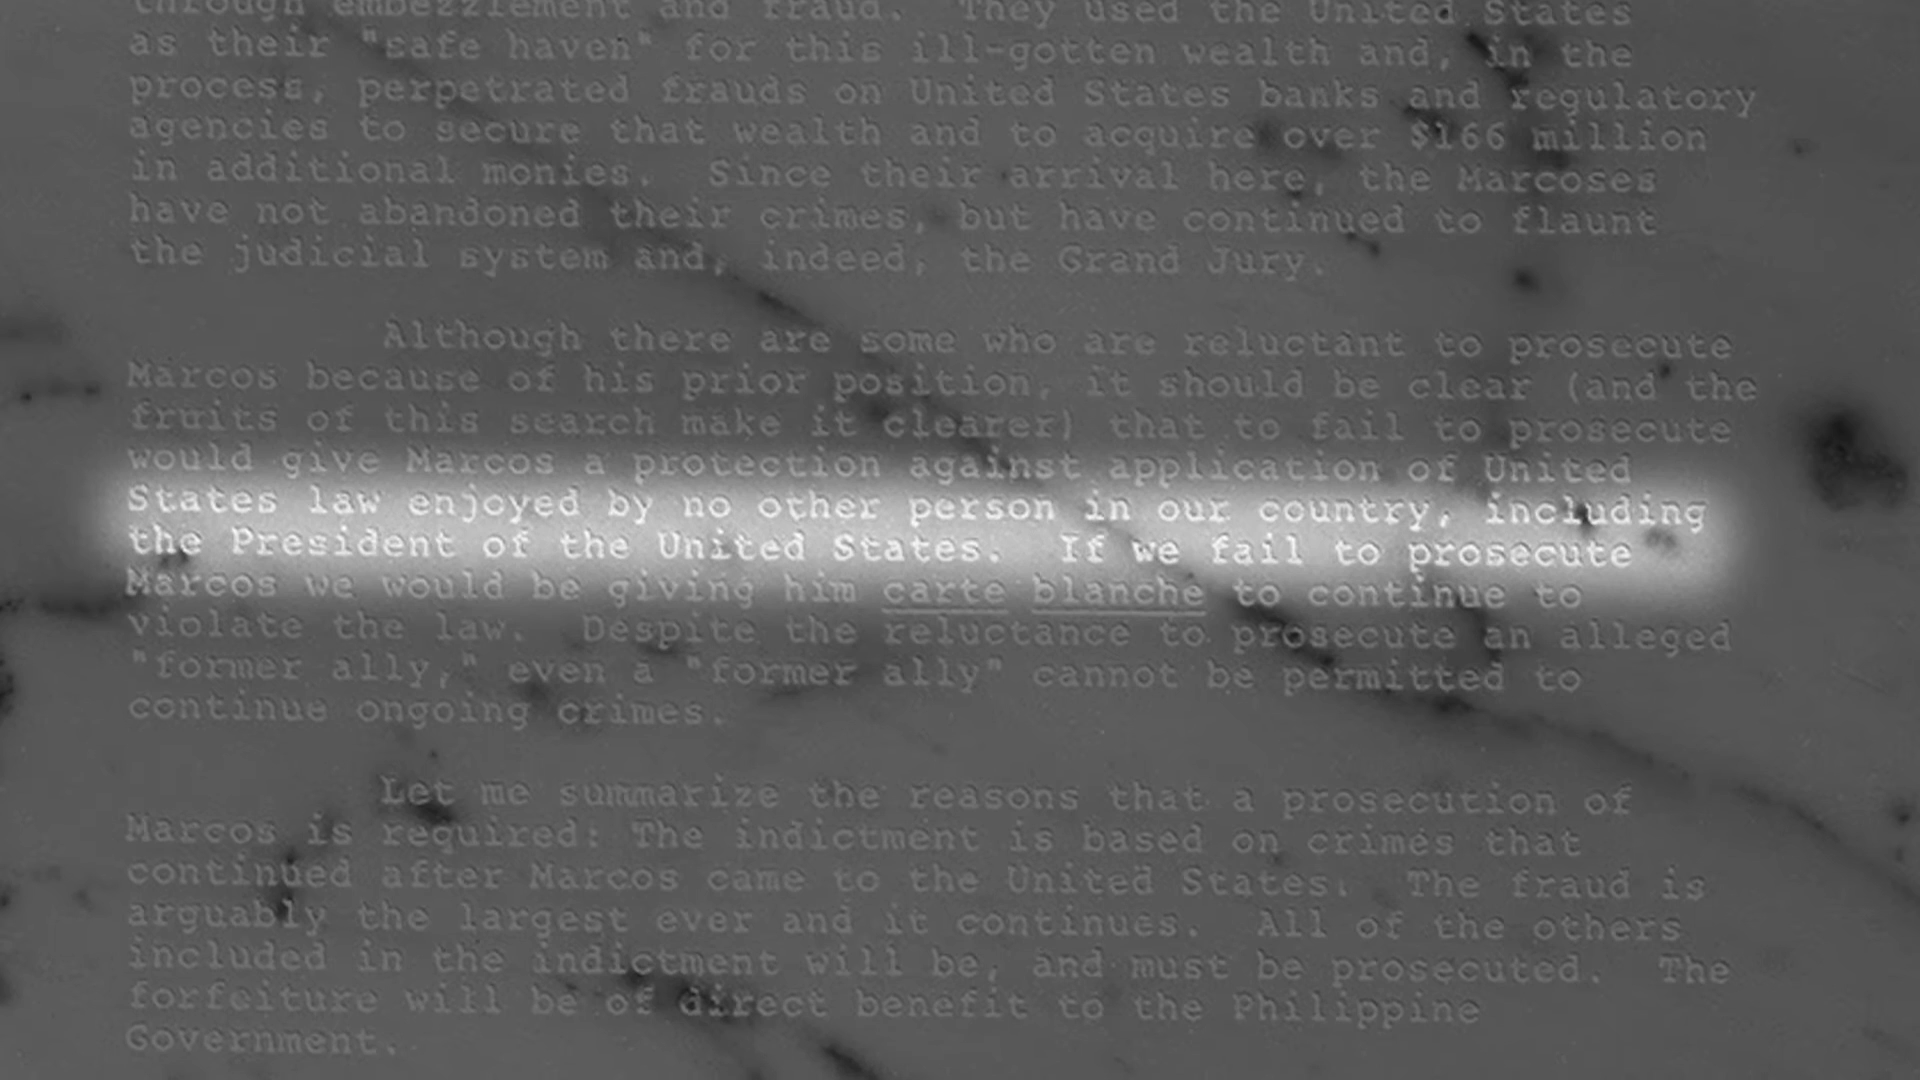 through embezzlement and fraud. They used the United States
as their "safe haven" for this ill-gotten wealth and, in the
process, perpetrated frauds on United States banks and regulatory
agencies to secure that wealth and to acquire over $166 million
in additional monies. Since their arrival here, the Marcoses
have not abandoned their crimes, but have continued to flaunt
the judicial system and, indeed, the Grand Jury.
Although there are some who are reluctant to prosecute
Marcos because of his prior position, it should be clear (and the
fruits of this search make it clearer) that to fail to prosecute
would give Marcos a protection against application of United
States law enjoyed by no other person in our country, including
the President of the United States. If we fail to prosecute
Marcos we would be giving him carte blanche to continue to
violate the law. Despite the reluctance to prosecute an alleged
"former ally," even a "former ally" cannot be permitted to
continue ongoing crimes.
Let me summarize the reasons that a prosecution of
Marcos is required: The indictment is based on crimes that
continued after Marcos came to the United States. The fraud is
arguably the largest ever and it continues. All of the others
included in the indictment will be, and must be prosecuted. The
forfeiture will be of direct benefit to the Philippine
Government.